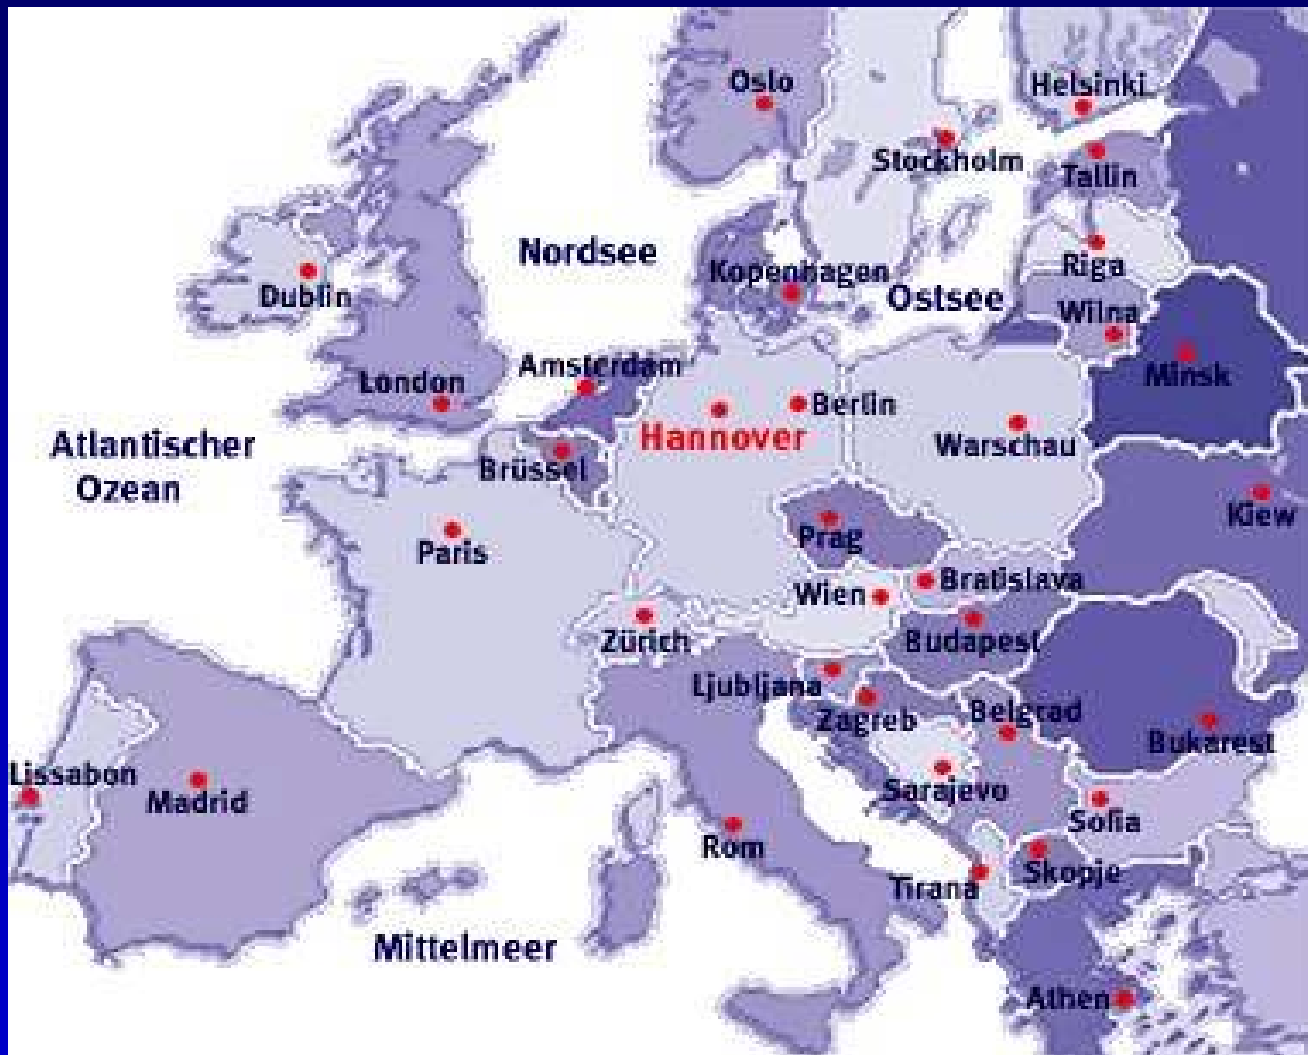 Oslo
Helsinki
Stockholm
Tallin
Nordsee
Kopenhagen
Riga
Dublin
Ostsee
Wilna
Amsterdam
London
Minsk
Berlin
Hannover
Atlantischer
Ozean
Warschau
Brüssel
Kiew
Paris
Prag
Bratislava
Wien
Zürich
Budapest
Ljubljana
Zagreb
Belgrad
Bukarest
Lissabon
Madrid
Sarajevo
Sofia
Rom
Skopje
Tirana
Mittelmeer
Athen